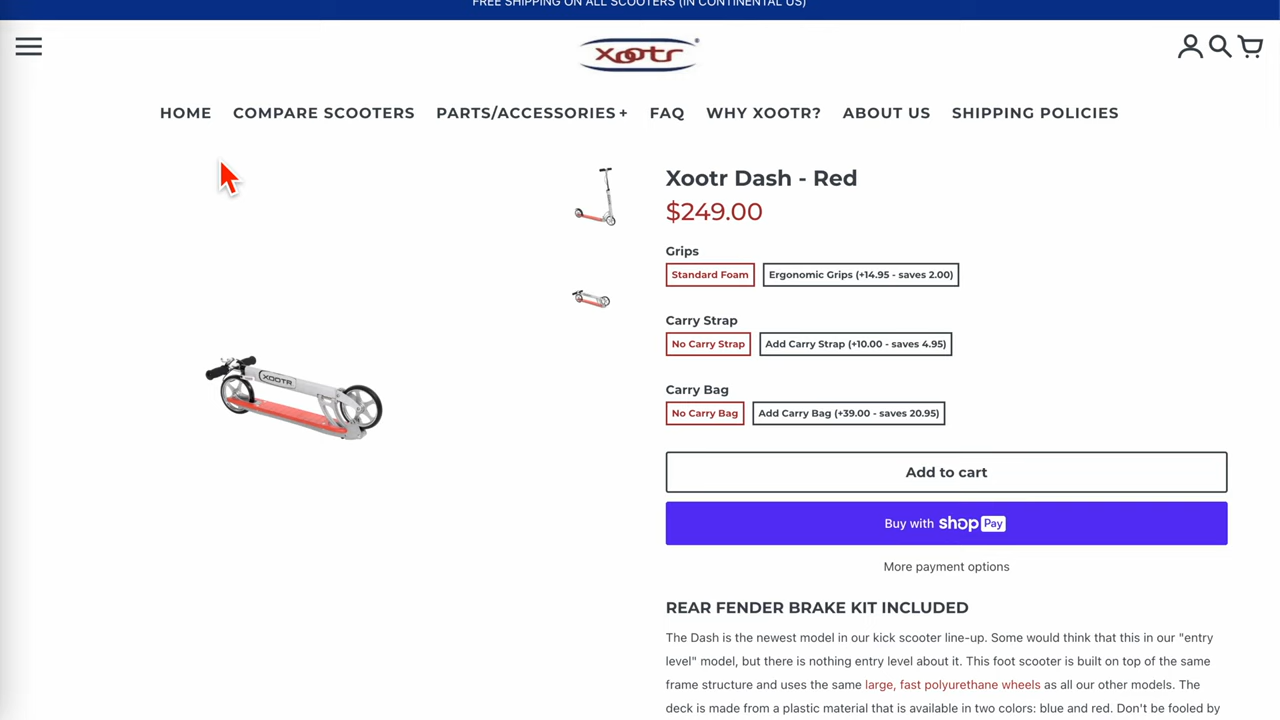 FREE SHIPPING ON ALL SCOOTERS (IN CONTINENTAL US)
xootr®
HOME COMPARE SCOOTERS PARTS/ACCESSORIES + FAQ WHY XOOTR? ABOUT US SHIPPING POLICIES
Xootr Dash - Red
$249.00
Grips
Standard Foam Ergonomic Grips (+14.95 - saves 2.00)
Carry Strap
No Carry Strap Add Carry Strap (+10.00 - saves 4.95)
XOOTR
Carry Bag
No Carry Bag Add Carry Bag (+39.00 - saves 20.95)
Add to cart
Buy with shop Pay
More payment options
REAR FENDER BRAKE KIT INCLUDED
The Dash is the newest model in our kick scooter line-up. Some would think that this in our "entry
level" model, but there is nothing entry level about it. This foot scooter is built on top of the same
frame structure and uses the same large, fast polyurethane wheels as all our other models. The
deck is made from a plastic material that is available in two colors: blue and red. Don't be fooled by